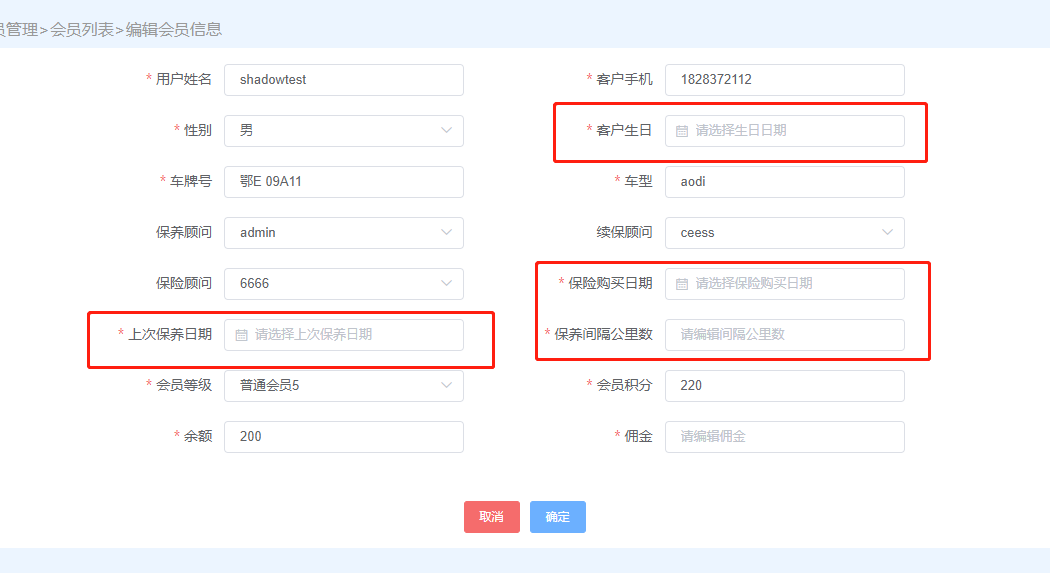 员管理>会员列表>编辑会员信息
* 用户姓名 shadowtest * 客户手机 1828372112
* 性别 男 * 客户生日 请选择生日日期
* 车牌号 鄂E 09A11 * 车型 aodi
保养顾问 admin 续保顾问 ceess
保险顾问 6666 * 保险购买日期 请选择保险购买日期
* 上次保养日期 请选择上次保养日期 * 保养间隔公里数 请编辑间隔公里数
* 会员等级 普通会员5 * 会员积分 220
* 余额 200 * 佣金 请编辑佣金
取消 确定